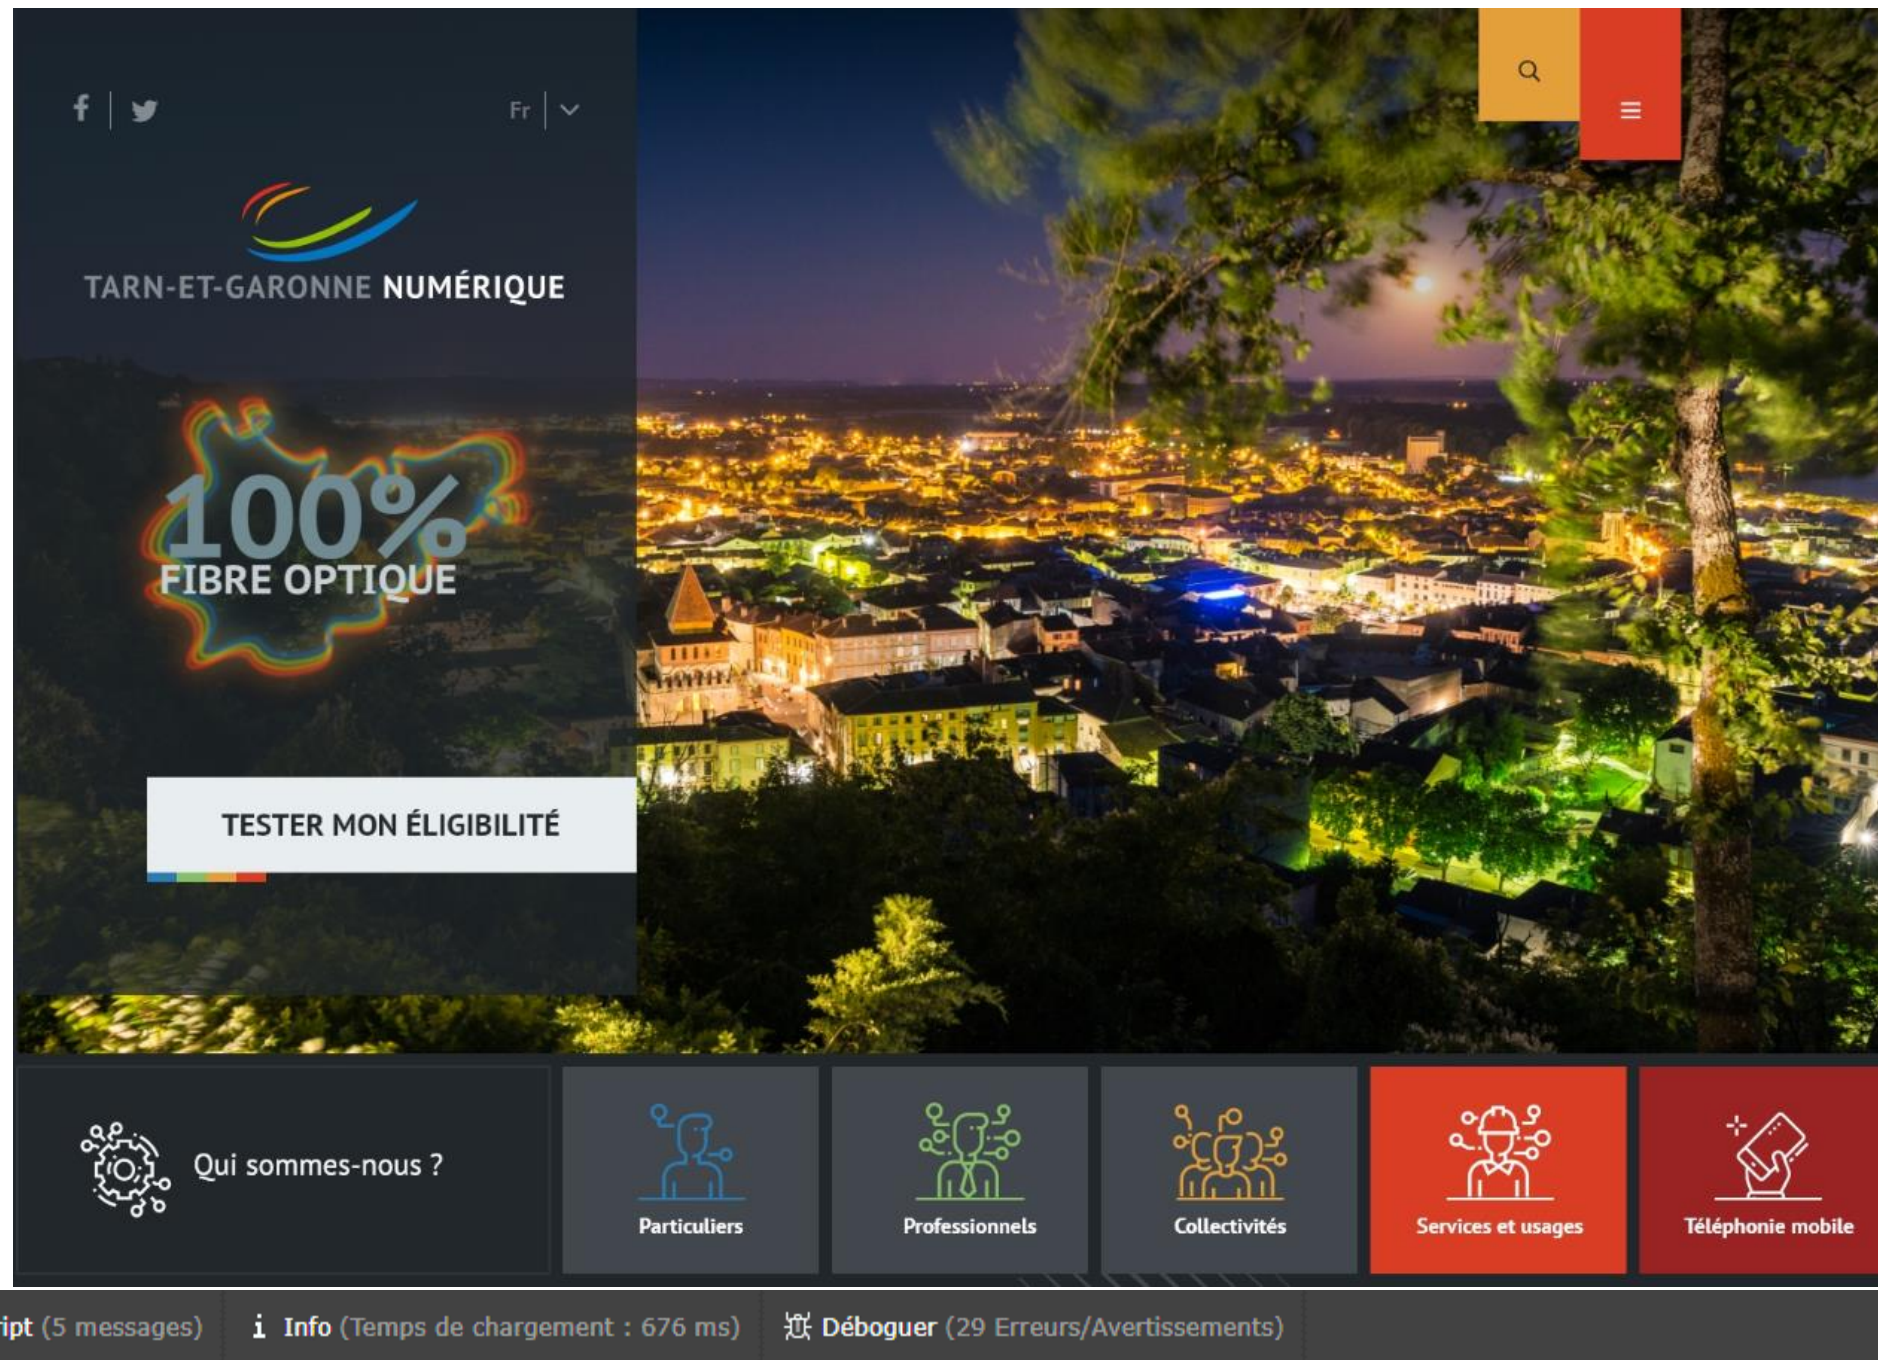 Fr
TARN-ET-GARONNE NUMÉRIQUE
100%
FIBRE OPTIQUE
TESTER MON ÉLIGIBILITÉ
Qui sommes-nous ?
Particuliers
Professionnels
Collectivités
Services et usages
Téléphonie mobile
ipt (5 messages)
Info (Temps de chargement : 676 ms)
Déboguer (29 Erreurs/Avertissements)